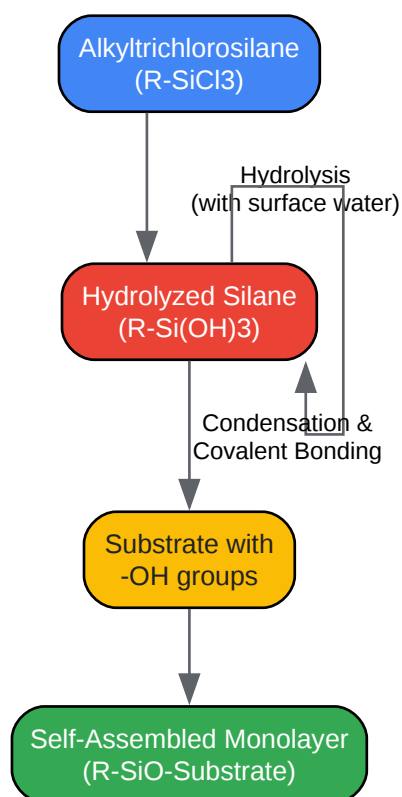 Alkyltrichlorosilane
(R-SiCl3)
Hydrolysis
(with surface water)
Hydrolyzed Silane
(R-Si(OH)3)
Condensation &
Covalent Bonding
Substrate with
-OH groups
Self-Assembled Monolayer
(R-SiO-Substrate)